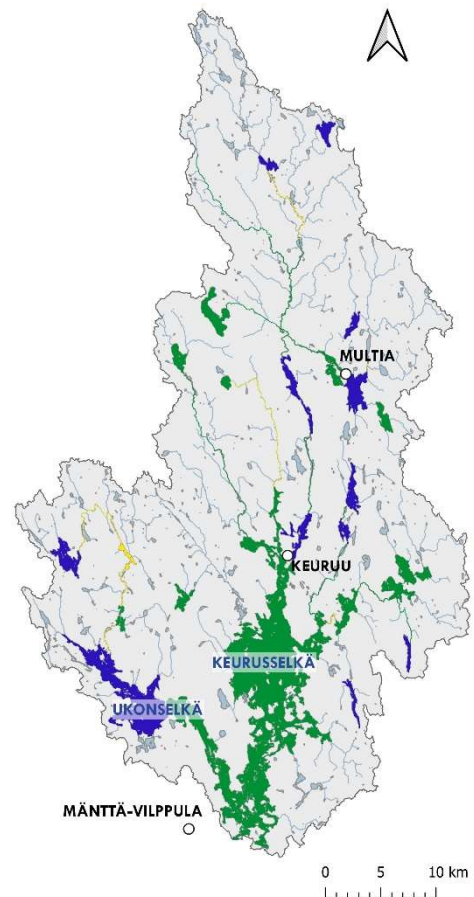 MULTIA
KEURUU
KEURUSSELKÄ
UKONSELKÄ
MÄNTTÄ-VILPPULA
0 5 10 km